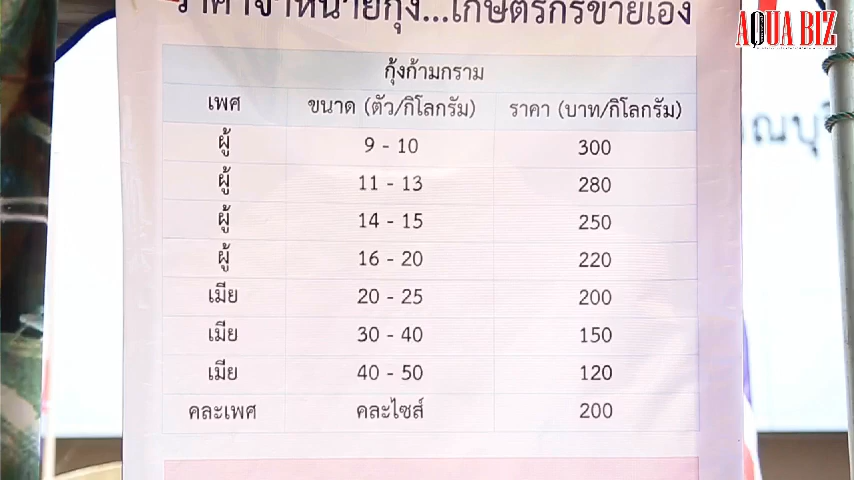 AQUA BIZ
ราคาจำหน่ายกุ้ง...เกษตรกรขายเอง
กุ้งก้ามกราม
เพศ ขนาด (ตัว/กิโลกรัม) ราคา (บาท/กิโลกรัม)
ผู้ 9 - 10 300
ผู้ 11 - 13 280
ผู้ 14 - 15 250
ผู้ 16 - 20 220
เมีย 20 - 25 200
เมีย 30 - 40 150
เมีย 40 - 50 120
คละเพศ คละไซส์ 200